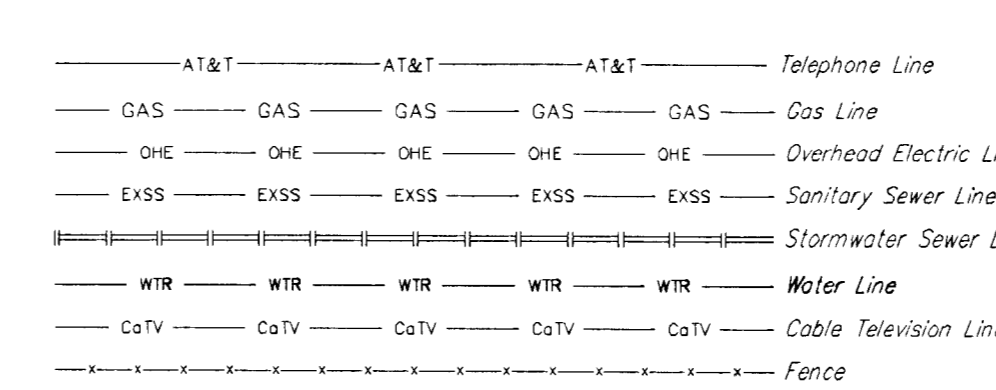 AT&T AT&T AT&T Telephone Line
GAS GAS GAS GAS GAS Gas Line
OHE OHE OHE OHE OHE Overhead Electric
EXSS EXSS EXSS EXSS EXSS Sanitary Sewer Line
Stormwater Sewer
WTR WTR WTR WTR WTR Water Line
CaTV CaTV CaTV CaTV CaTV Cable Television Line
x x x x x x x x x x x x x x x Fence